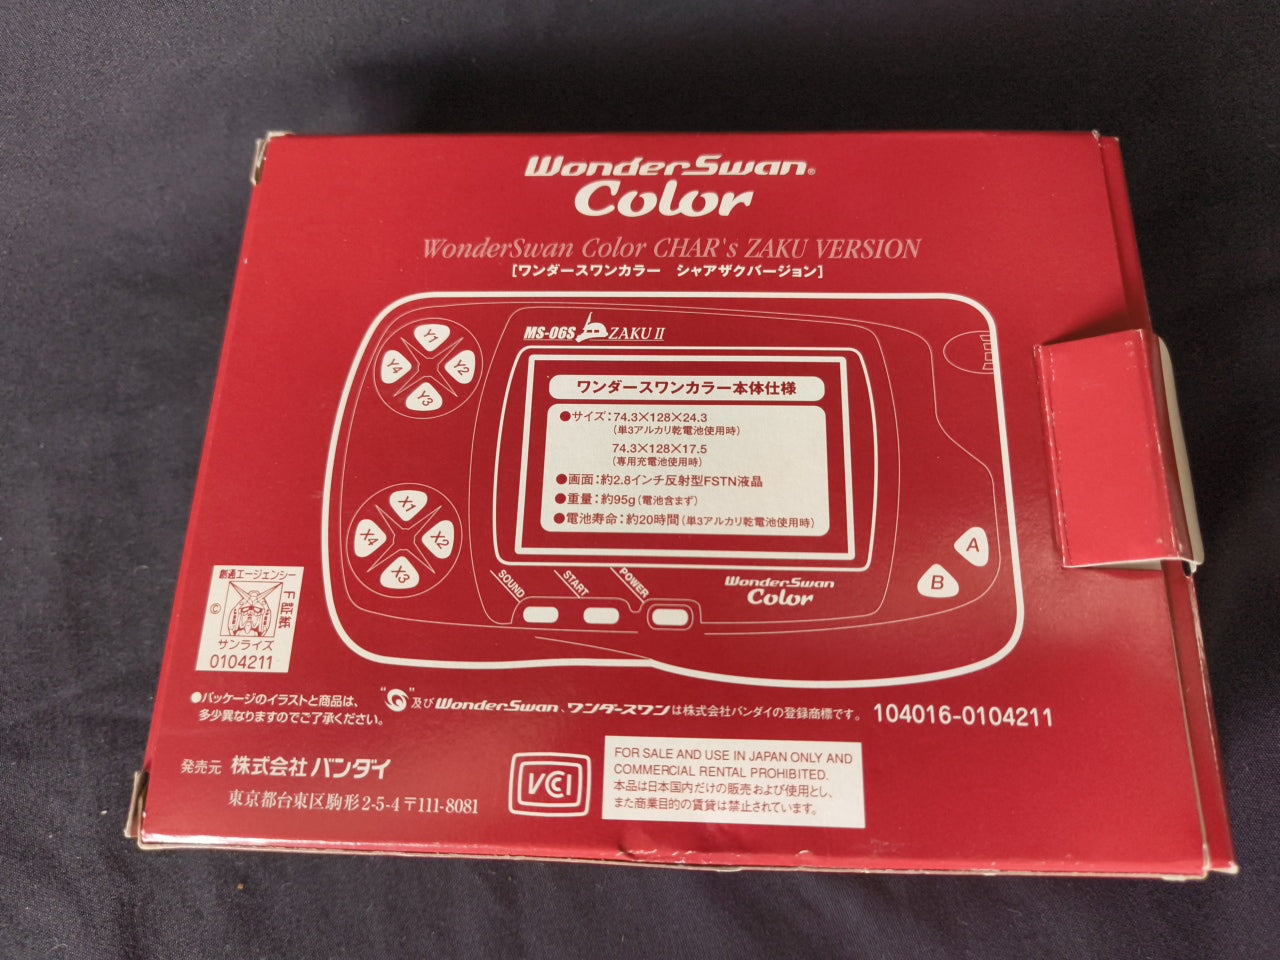 WonderSwan®
Color
WonderSwan Color CHAR's ZAKU VERSION
[ワンダースワンカラー シャアザクバージョン]
MS-06S ZAKU II
Y1
Y4
Y2
Y3
ワンダースワンカラー本体仕様
●サイズ:74.3×128×24.3
(単3アルカリ乾電池使用時)
74.3×128×17.5
(専用充電池使用時)
●画面:約2.8インチ反射型FSTN液晶
●重量:約95g(電池含まず)
●電池寿命:約20時間(単3アルカリ乾電池使用時)
X1
X4
X2
X3
A
B
SOUND
START
POWER
WonderSwan
Color
創通エージェンシー
©
F証紙
サンライズ
0104211
●パッケージのイラストと商品は、
多少異なりますのでご了承ください。
“ ”及びWonderSwan、ワンダースワンは株式会社バンダイの登録商標です。
104016-0104211
発売元 株式会社バンダイ
東京都台東区駒形2-5-4〒111-8081
VCCI
FOR SALE AND USE IN JAPAN ONLY AND
COMMERCIAL RENTAL PROHIBITED.
本品は日本国内だけの販売および使用とし、
また商業目的の賃貸は禁止されています。